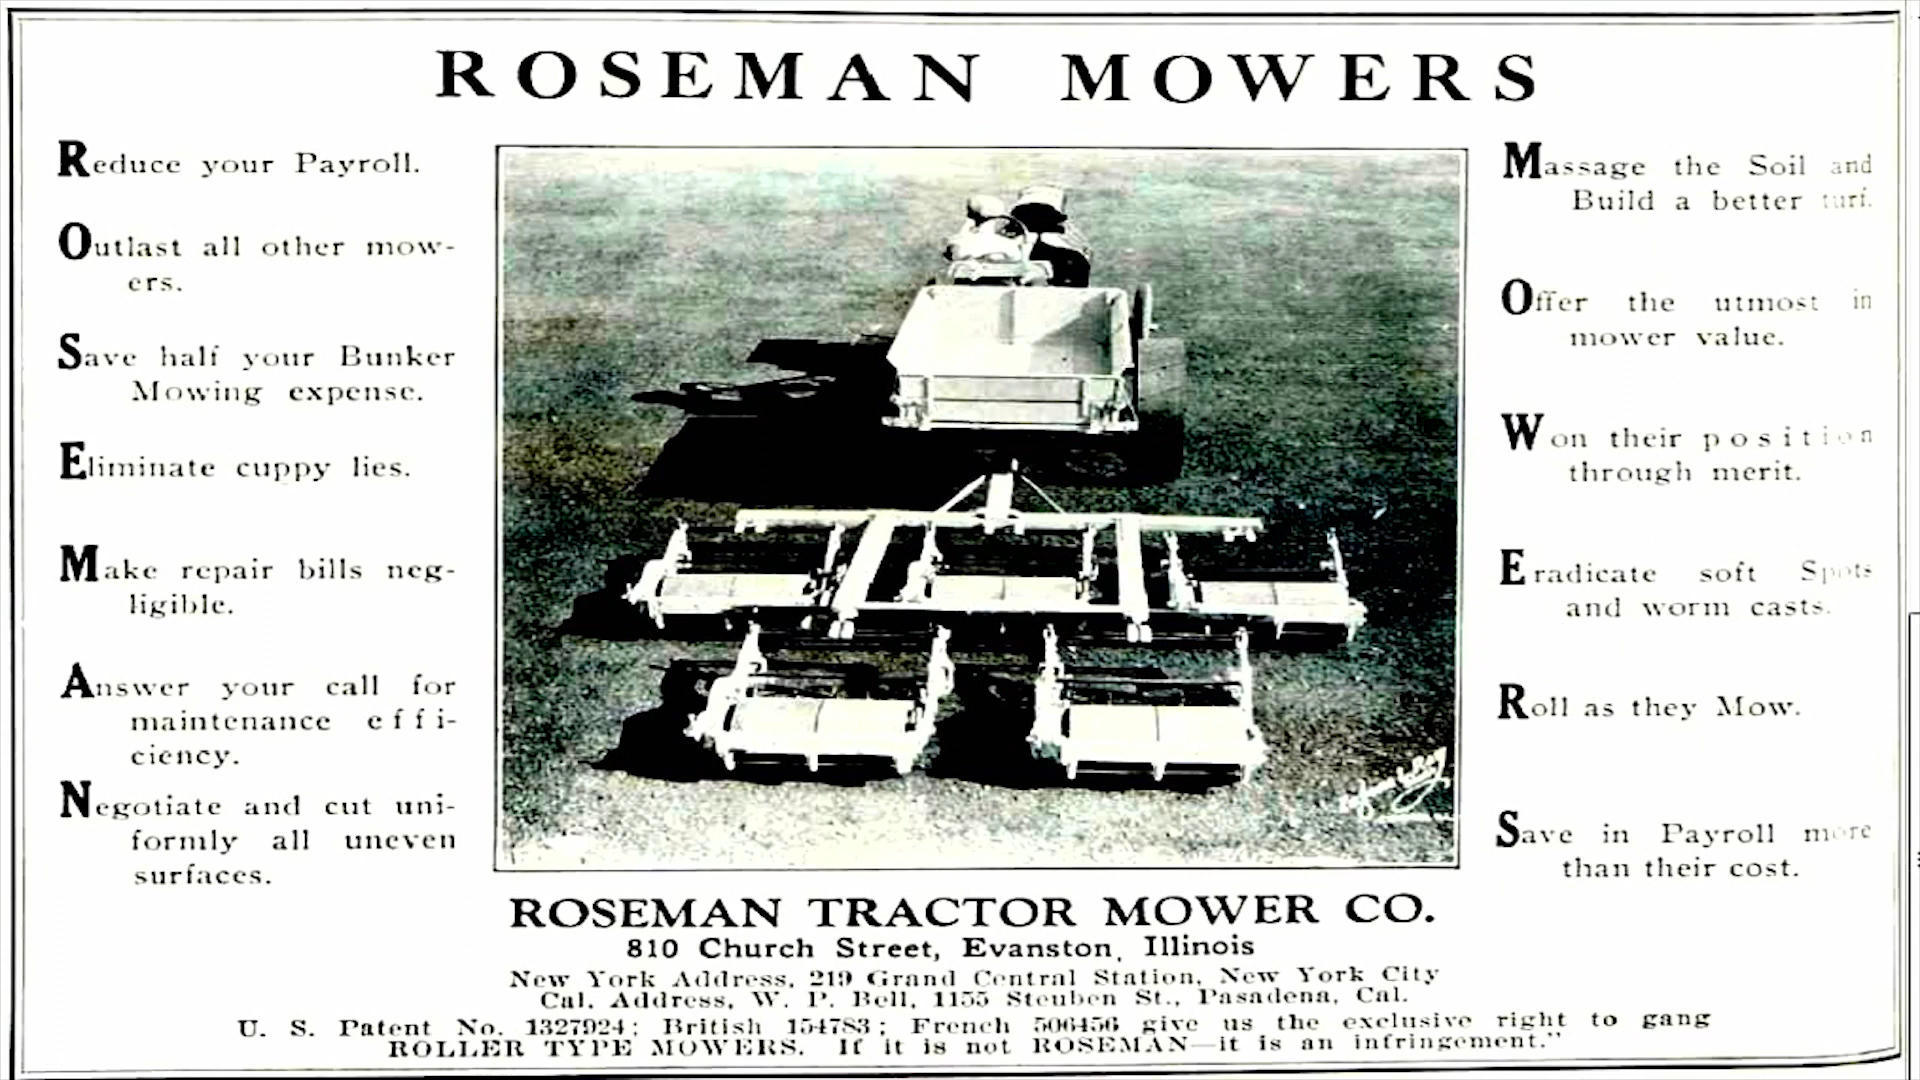 ROSEMAN MOWERS
Reduce your Payroll.
Outlast all other mow-
ers.
Save half your Bunker
Mowing expense.
Eliminate cuppy lies.
Make repair bills neg-
ligible.
Answer your call for
maintenance effi-
ciency.
Negotiate and cut uni-
formly all uneven
surfaces.
Massage the Soil and
Build a better turf.
Offer the utmost in
mower value.
Won their position
through merit.
Eradicate soft Spots
and worm casts.
Roll as they Mow.
Save in Payroll more
than their cost.
ROSEMAN TRACTOR MOWER CO.
810 Church Street, Evanston, Illinois
New York Address, 219 Grand Central Station, New York City
Cal. Address, W. P. Bell, 1155 Steuben St., Pasadena, Cal.
U. S. Patent No. 1327924; British 154783; French 506456 give us the exclusive right to gang
ROLLER TYPE MOWERS. If it is not ROSEMAN—it is an infringement."